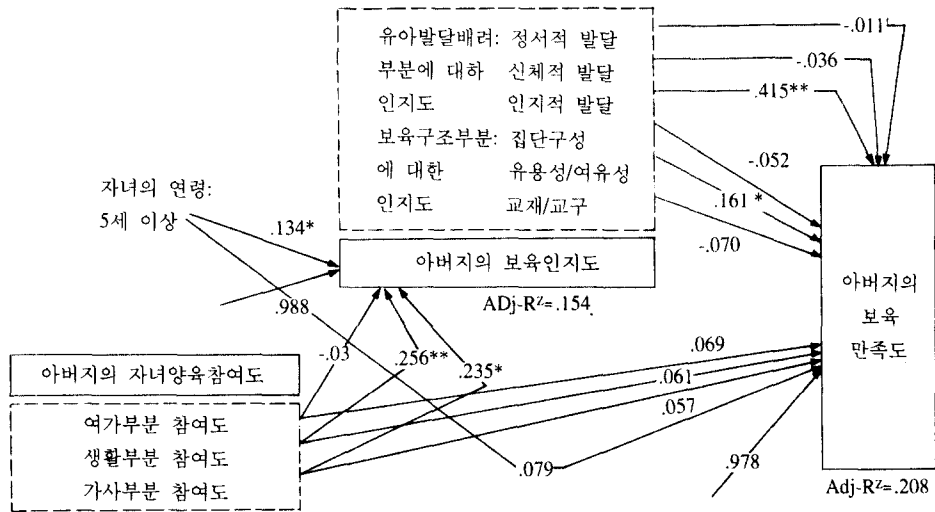 유아발달배려: 정서적 발달 -.011
부분에 대하 신체적 발달 -.036
인지도 인지적 발달 .415**
보육구조부분: 집단구성 -.052
에 대한 유용성/여유성 .161 *
인지도 교재/교구 -.070
자녀의 연령:
5세 이상
.134*
아버지의 보육인지도
ADj-R²=.154
.988
아버지의
보육
만족도
-.03 .256** .235*
.069
.061
.057
아버지의 자녀양육참여도
여가부분 참여도
생활부분 참여도
가사부분 참여도
.079
.978
Adj-R²=.208